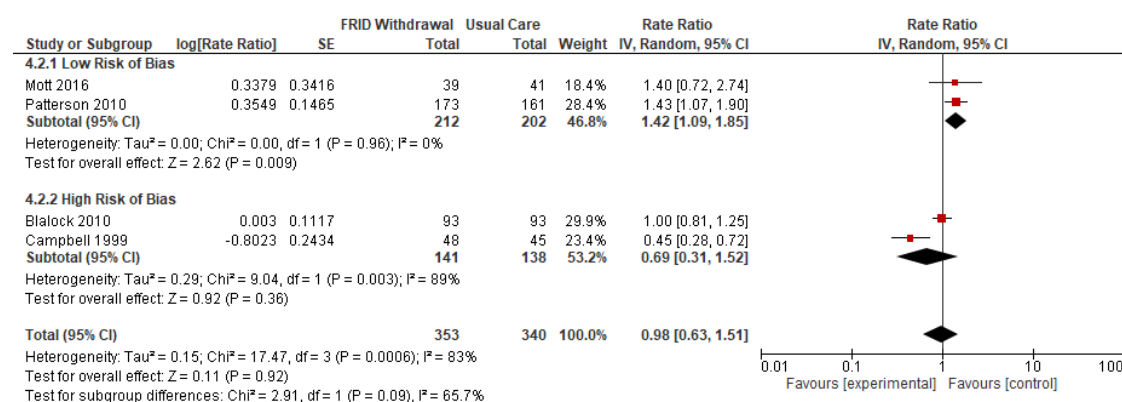 FRID Withdrawal Usual Care Rate Ratio Rate Ratio
Study or Subgroup log[Rate Ratio] SE Total Total Weight IV, Random, 95% CI IV, Random, 95% CI
4.2.1 Low Risk of Bias
Mott 2016 0.3379 0.3416 39 41 18.4% 1.40 [0.72, 2.74]
Patterson 2010 0.3549 0.1465 173 161 28.4% 1.43 [1.07, 1.90]
Subtotal (95% CI) 212 202 46.8% 1.42 [1.09, 1.85]
Heterogeneity: Tau² = 0.00; Chi² = 0.00, df = 1 (P = 0.96); I² = 0%
Test for overall effect: Z = 2.62 (P = 0.009)
4.2.2 High Risk of Bias
Blalock 2010 0.003 0.1117 93 93 29.9% 1.00 [0.81, 1.25]
Campbell 1999 -0.8023 0.2434 48 45 23.4% 0.45 [0.28, 0.72]
Subtotal (95% CI) 141 138 53.2% 0.69 [0.31, 1.52]
Heterogeneity: Tau² = 0.29; Chi² = 9.04, df = 1 (P = 0.003); I² = 89%
Test for overall effect: Z = 0.92 (P = 0.36)
Total (95% CI) 353 340 100.0% 0.98 [0.63, 1.51]
Heterogeneity: Tau² = 0.15; Chi² = 17.47, df = 3 (P = 0.0006); I² = 83%
Test for overall effect: Z = 0.11 (P = 0.92)
Test for subgroup differences: Chi² = 2.91, df = 1 (P = 0.09), I² = 65.7%
0.01 0.1 1 10 100
Favours [experimental] Favours [control]